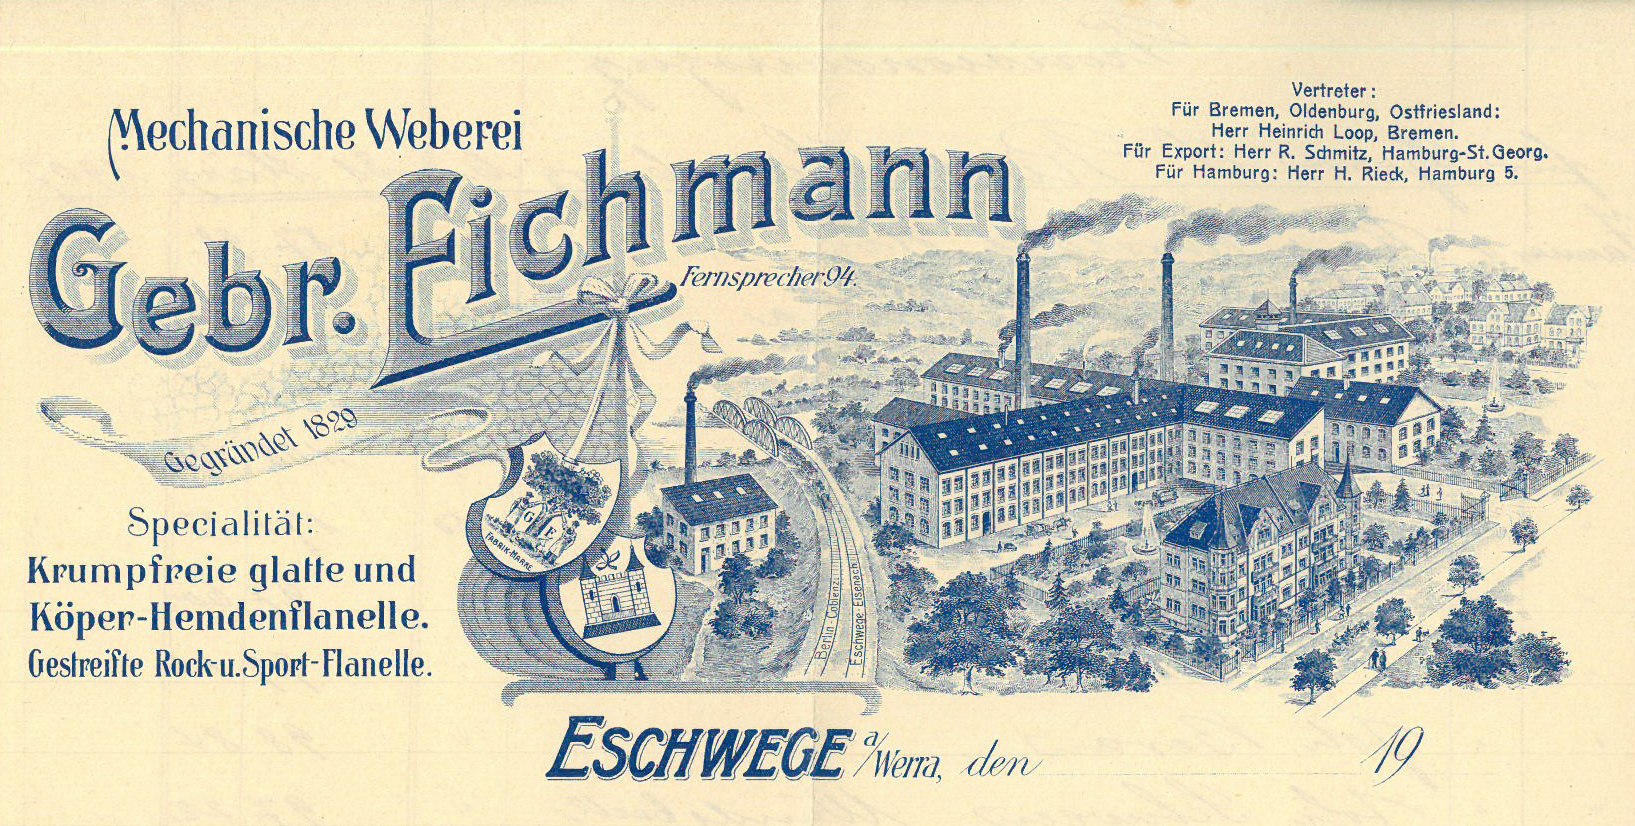 Mechanische Weberei
Gebr. Eichmann
Fernsprecher 94.
Vertreter:
Für Bremen, Oldenburg, Ostfriesland:
Herr Heinrich Loop, Bremen.
Für Export: Herr R. Schmitz, Hamburg-St. Georg.
Für Hamburg: Herr H. Rieck, Hamburg 5.
Gegründet 1829
Specialität:
Krumpfreie glatte und
Köper-Hemdenflanelle.
Gestreifte Rock-u. Sport-Flanelle.
G E
FABRIK-MARKE
Berlin-Coblenz
Eschwege-Eisenach
ESCHWEGE a/Werra, den 19